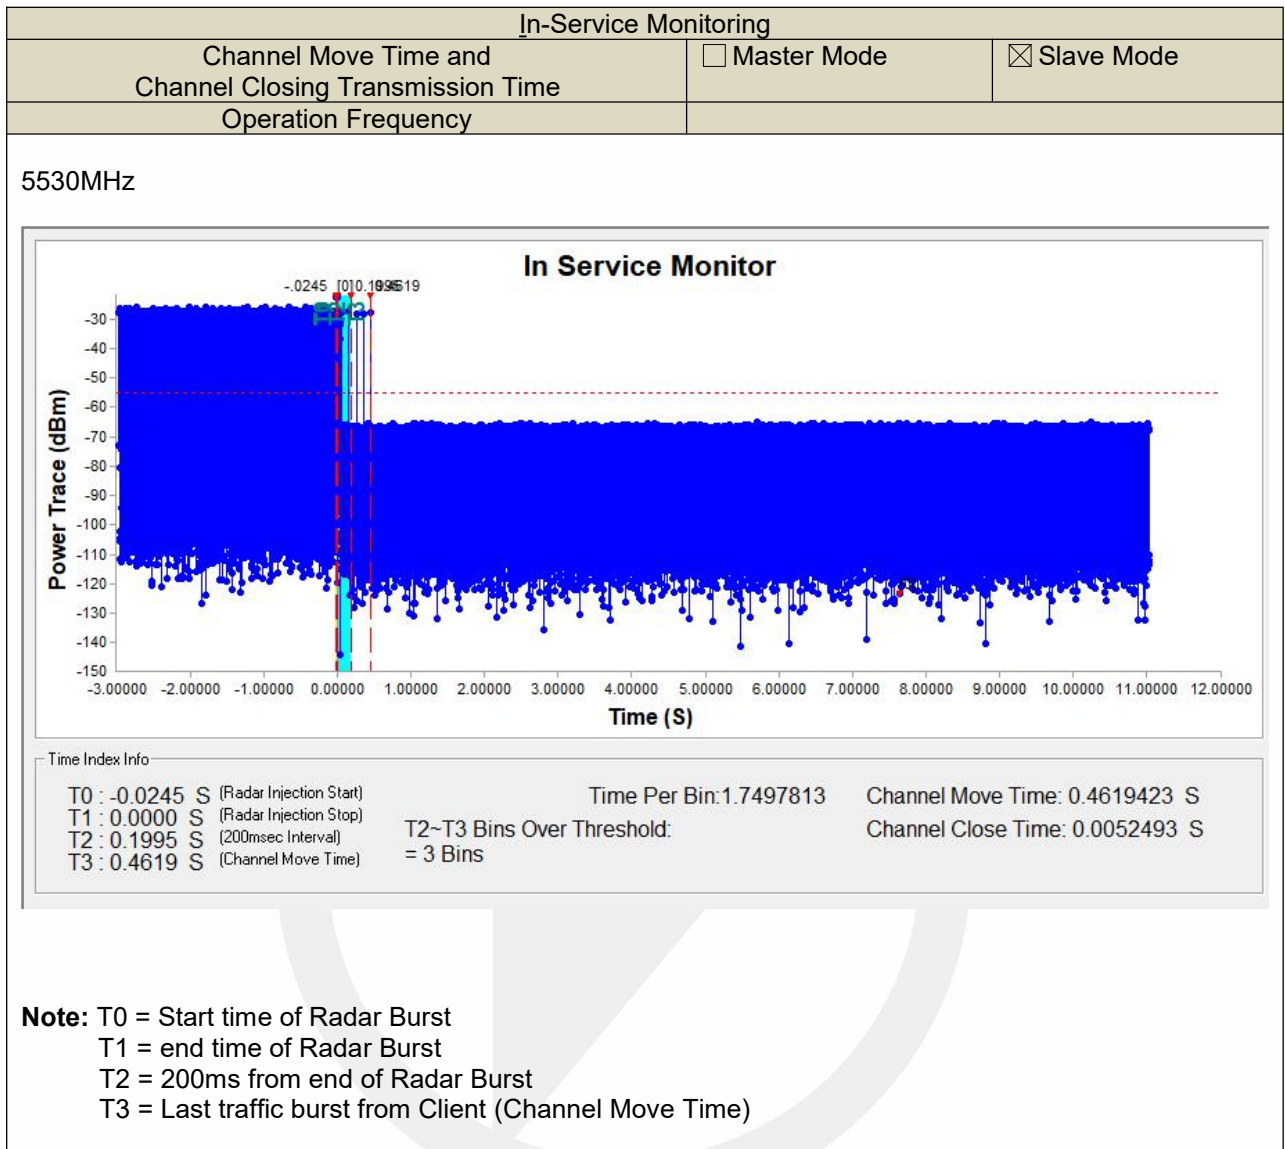 In-Service Monitoring
Channel Move Time and
Channel Closing Transmission Time
☐ Master Mode
☒ Slave Mode
Operation Frequency
5530MHz
In Service Monitor
-.0245
Power Trace (dBm)
-30
-40
-50
-60
-70
-80
-90
-100
-110
-120
-130
-140
-150
-3.00000 -2.00000 -1.00000 0.00000 1.00000 2.00000 3.00000 4.00000 5.00000 6.00000 7.00000 8.00000 9.00000 10.00000 11.00000 12.00000
Time (S)
Time Index Info
T0 : -0.0245 S (Radar Injection Start)
T1 : 0.0000 S (Radar Injection Stop)
T2 : 0.1995 S (200msec Interval)
T3 : 0.4619 S (Channel Move Time)
Time Per Bin:1.7497813
T2~T3 Bins Over Threshold:
= 3 Bins
Channel Move Time: 0.4619423 S
Channel Close Time: 0.0052493 S
Note: T0 = Start time of Radar Burst
T1 = end time of Radar Burst
T2 = 200ms from end of Radar Burst
T3 = Last traffic burst from Client (Channel Move Time)